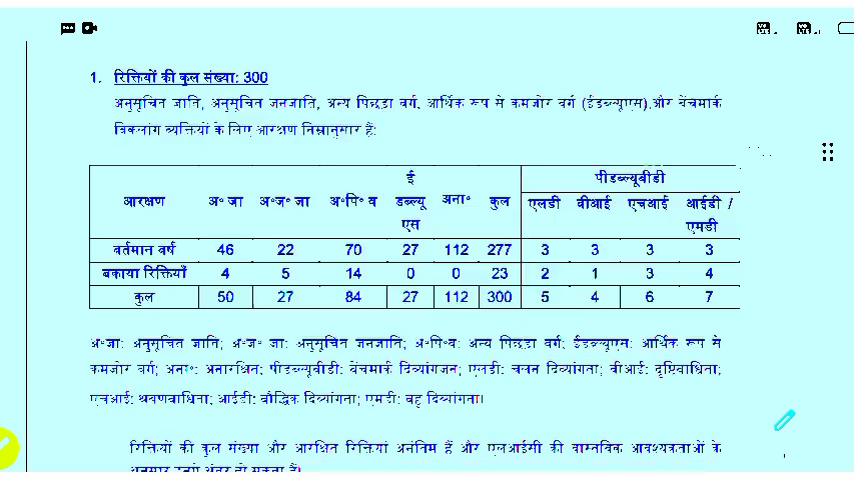 1. रिक्तियों की कुल संख्या: 300
अनुसूचित जाति, अनुसूचित जनजाति, अन्य पिछड़ा वर्ग, आर्थिक रूप से कमजोर वर्ग (ईडब्ल्यूएस) और बेंचमार्क
विकलांग व्यक्तियों के लिए आरक्षण निम्नानुसार हैं:
आरक्षण अ॰ जा अ॰ज॰ जा अ॰पि॰ व ई डब्ल्यू एस अना॰ कुल पीडब्ल्यूबीडी
एलडी वीआई एचआई आईडी / एमडी
वर्तमान वर्ष 46 22 70 27 112 277 3 3 3 3
बकाया रिक्तियाँ 4 5 14 0 0 23 2 1 3 4
कुल 50 27 84 27 112 300 5 4 6 7
अ॰जा: अनुसूचित जाति; अ॰ज॰ जा: अनुसूचित जनजाति; अ॰पि॰व: अन्य पिछड़ा वर्ग; ईडब्ल्यूएस: आर्थिक रूप से
कमजोर वर्ग; अना॰: अनारक्षित; पीडब्ल्यूबीडी: बेंचमार्क दिव्यांगजन; एलडी: चलन दिव्यांगता; वीआई: दृष्टिबाधिता;
एचआई: श्रवणबाधिता; आईडी: बौद्धिक दिव्यांगता; एमडी: बहु दिव्यांगता।
रिक्तियों की कुल संख्या और आरक्षित रिक्तियां अनंतिम हैं और एलआईसी की वास्तविक आवश्यकताओं के
अनुसार उनमें अंतर हो सकता हैं।